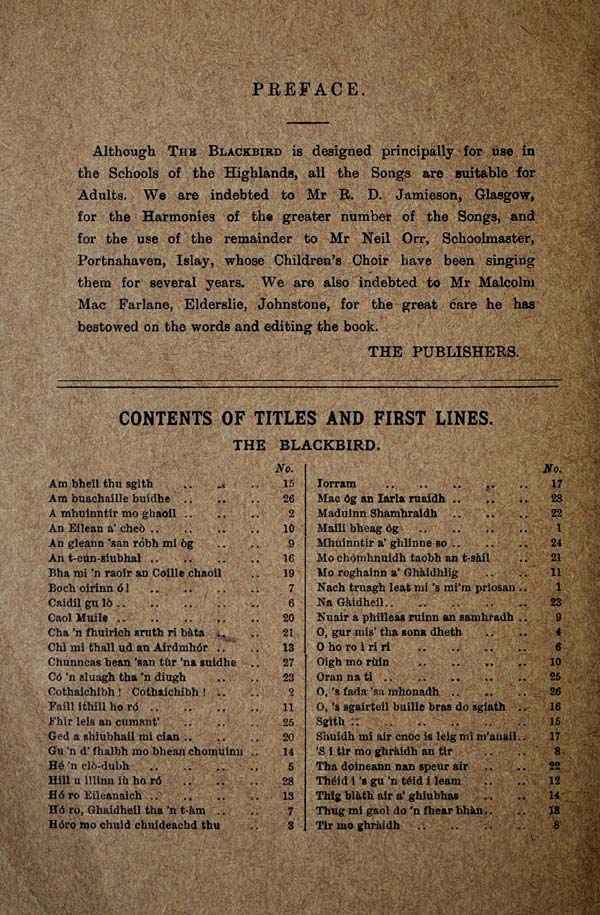 PREFACE.
Although THE BLACKBIRD is designed principally for use in
the Schools of the Highlands, all the Songs are suitable for
Adults. We are indebted to Mr R. D. Jamieson, Glasgow,
for the Harmonies of the greater number of the Songs, and
for the use of the remainder to Mr Neil Orr, Schoolmaster,
Portnahaven, Islay, whose Children's Choir have been singing
them for several years. We are also indebted to Mr Malcolm
Mac Farlane, Elderslie, Johnstone, for the great care he has
bestowed on the words and editing the book.
THE PUBLISHERS.
CONTENTS OF TITLES AND FIRST LINES.
THE BLACKBIRD.
No.
Am bheil thu sgìth .. .. .. 15
Am buachaille buidhe .. .. .. 26
A mhuinntir mo ghaoil .. .. .. 2
An Eilean a' cheò .. .. .. .. 10
An gleann 'san róbh mi òg .. .. 9
An t-eun-siubhal .. .. .. .. 16
Bha mi 'n raoir an Coille chaoil .. 19
Boch oirinn ó! .. .. .. .. 7
Caidil gu lò .. .. .. .. .. 6
Caol Muile .. .. .. .. .. 20
Cha 'n fhuirich sruth ri bàta .. .. 21
Chì mi thall ud an Airdmhór .. .. 13
Chunncas bean 'san tùr 'na suidhe .. 27
Có 'n sluagh tha 'n diugh .. .. 23
Cothaichibh! Cothaichibh! .. .. 2
Faill ithill ho ró .. .. .. .. 11
Fhir leis an cumant' .. .. .. 25
Ged a shiubhail mi cian .. .. .. 20
Gu 'n d' fhalbh mo bhean chomuinn .. 14
Hé 'n clò-dubh .. .. .. .. 5
Hill u illinn iù ho ró .. .. .. 28
Hó ro Eileanaich .. .. .. .. 13
Hó ro, Ghaidheil tha 'n t-àm .. .. 7
Hóro mo chuid chuideachd thu .. 3
No.
Iorram .. .. .. .. .. 17
Mac òg an Iarla ruaidh .. .. .. 28
Maduinn Shamhraidh .. .. .. 22
Maili bheag òg .. .. .. .. 1
Mhuinntir a' ghlinne so .. .. .. 24
Mo chómhnuidh taobh an t-sàil .. 21
Mo roghainn a' Ghàidhlig .. .. 11
Nach truagh leat mi 's mi'm prìosan .. 1
Na Gàidheil .. .. .. .. .. 23
Nuair a philleas ruinn an samhradh .. 9
O, gur mis' tha sona dheth .. .. 4
O ho ro ì ri rì .. .. .. 6
Oigh mo rùin .. .. .. .. 10
Oran na tì .. .. .. .. .. 25
O, 's fada 'sa mhonadh .. .. .. 26
O, 's sgairteil buille bras do sgiath .. 16
Sgìth .. .. .. .. .. .. 15
Shuidh mi air cnoc is leig mi m'anail .. 17
'S i tìr mo ghràidh an tìr .. .. 8
Tha doineann nan speur air .. .. 22
Théid i 's gu 'n téid i leam .. .. 12
Thig blàth air a' ghiubhas .. .. 14
Thug mi gaol do 'n fhear bhàn .. .. 18
Tìr mo ghràidh .. .. .. .. 8